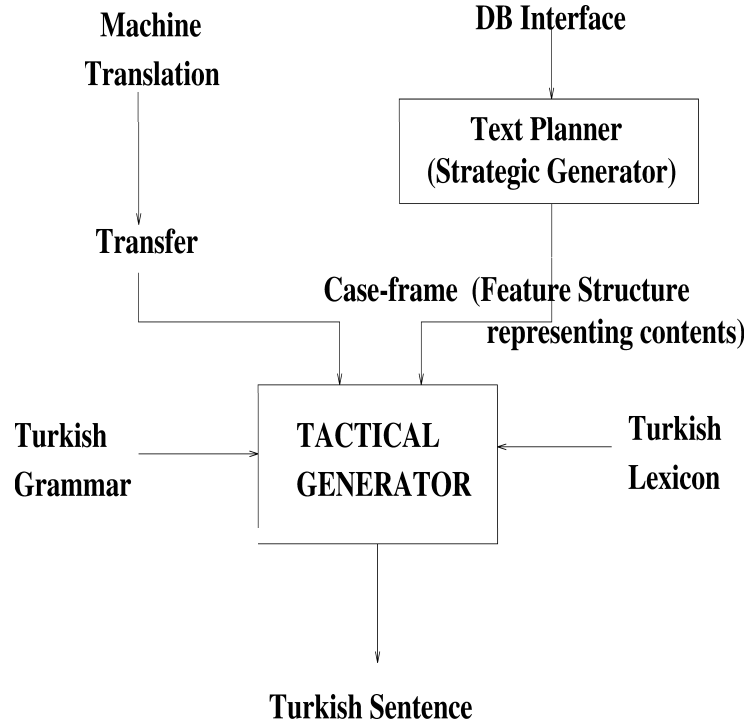 Machine
Translation
DB Interface
Text Planner
(Strategic Generator)
Transfer
Case-frame (Feature Structure
representing contents)
Turkish
Grammar
TACTICAL
GENERATOR
Turkish
Lexicon
Turkish Sentence